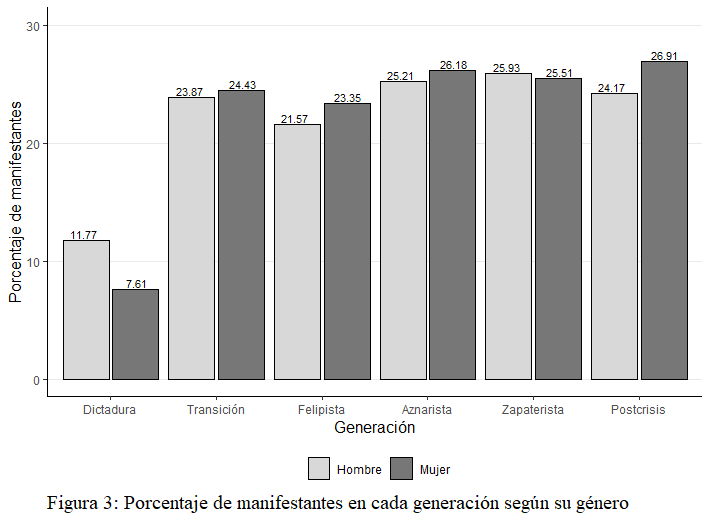 30
20
10
0
Porcentaje de manifestantes
11.77
7.61
23.87
24.43
21.57
23.35
25.21
26.18
25.93
25.51
24.17
26.91
Dictadura
Transición
Felipista
Aznarista
Zapaterista
Postcrisis
Generación
Hombre
Mujer
Figura 3: Porcentaje de manifestantes en cada generación según su género